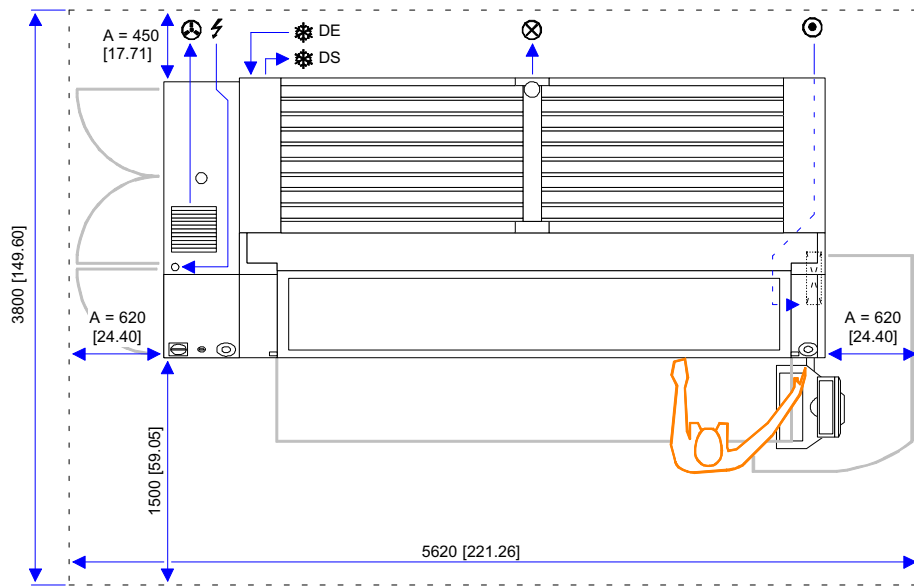 A = 450
[17.71]
DE
DS
3800 [149.60]
A = 620
[24.40]
A = 620
[24.40]
1500 [59.05]
5620 [221.26]